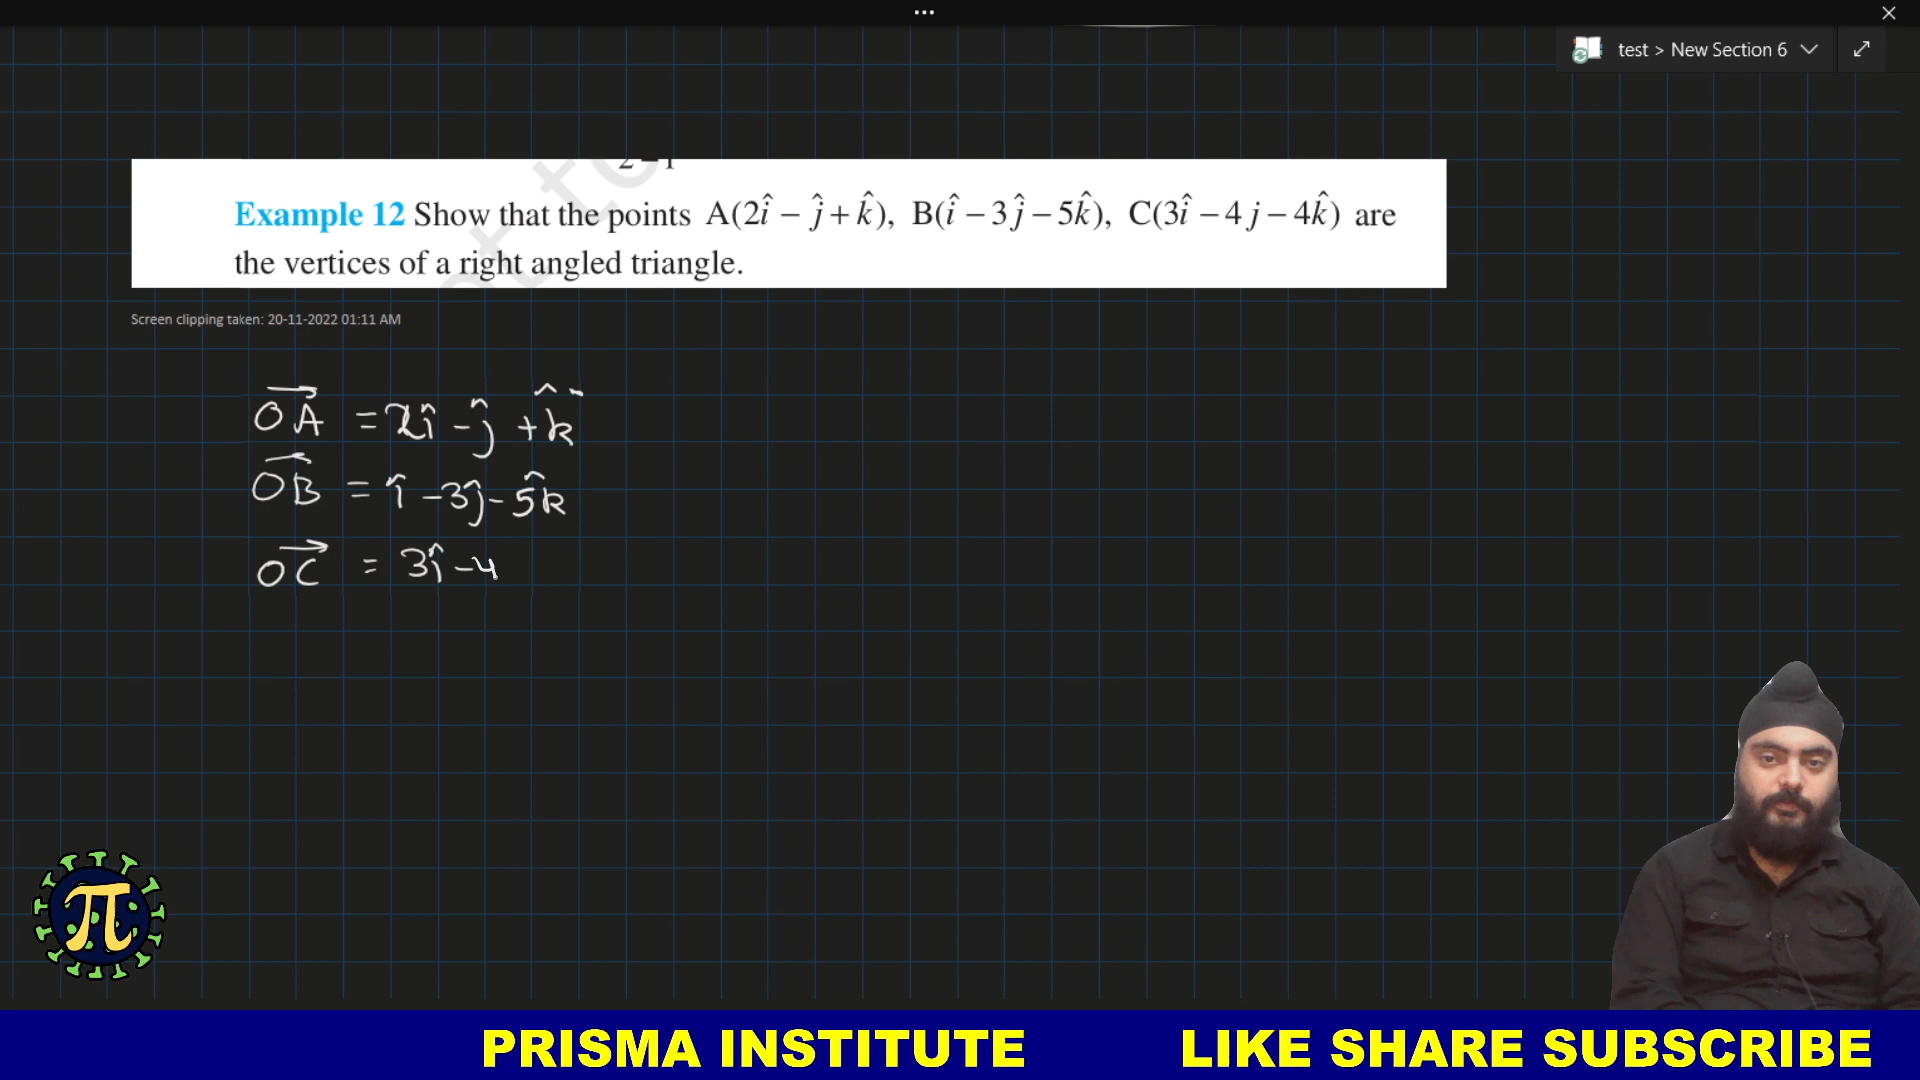 ...
test > New Section 6
2 – 1
Example 12 Show that the points A(2î − ĵ + k̂), B(î − 3ĵ − 5k̂), C(3î − 4j − 4k̂) are
the vertices of a right angled triangle.
Screen clipping taken: 20-11-2022 01:11 AM
OA⃗ = 2î − ĵ + k̂
OB⃗ = î − 3ĵ − 5k̂
OC⃗ = 3î − 4
π
PRISMA INSTITUTE LIKE SHARE SUBSCRIBE